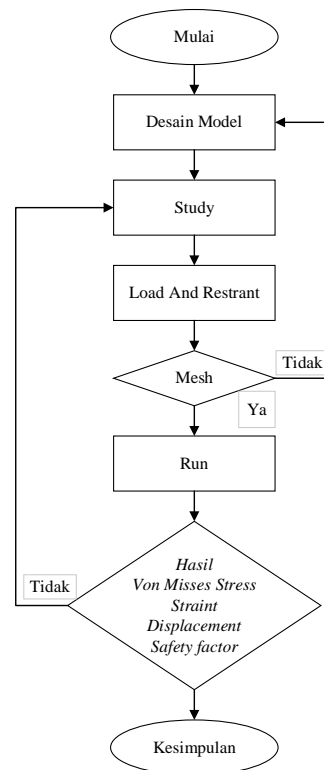 Mulai
Desain Model
Study
Load And Restrant
Mesh
Tidak
Ya
Run
Tidak
Hasil
Von Misses Stress
Straint
Displacement
Safety factor
Kesimpulan